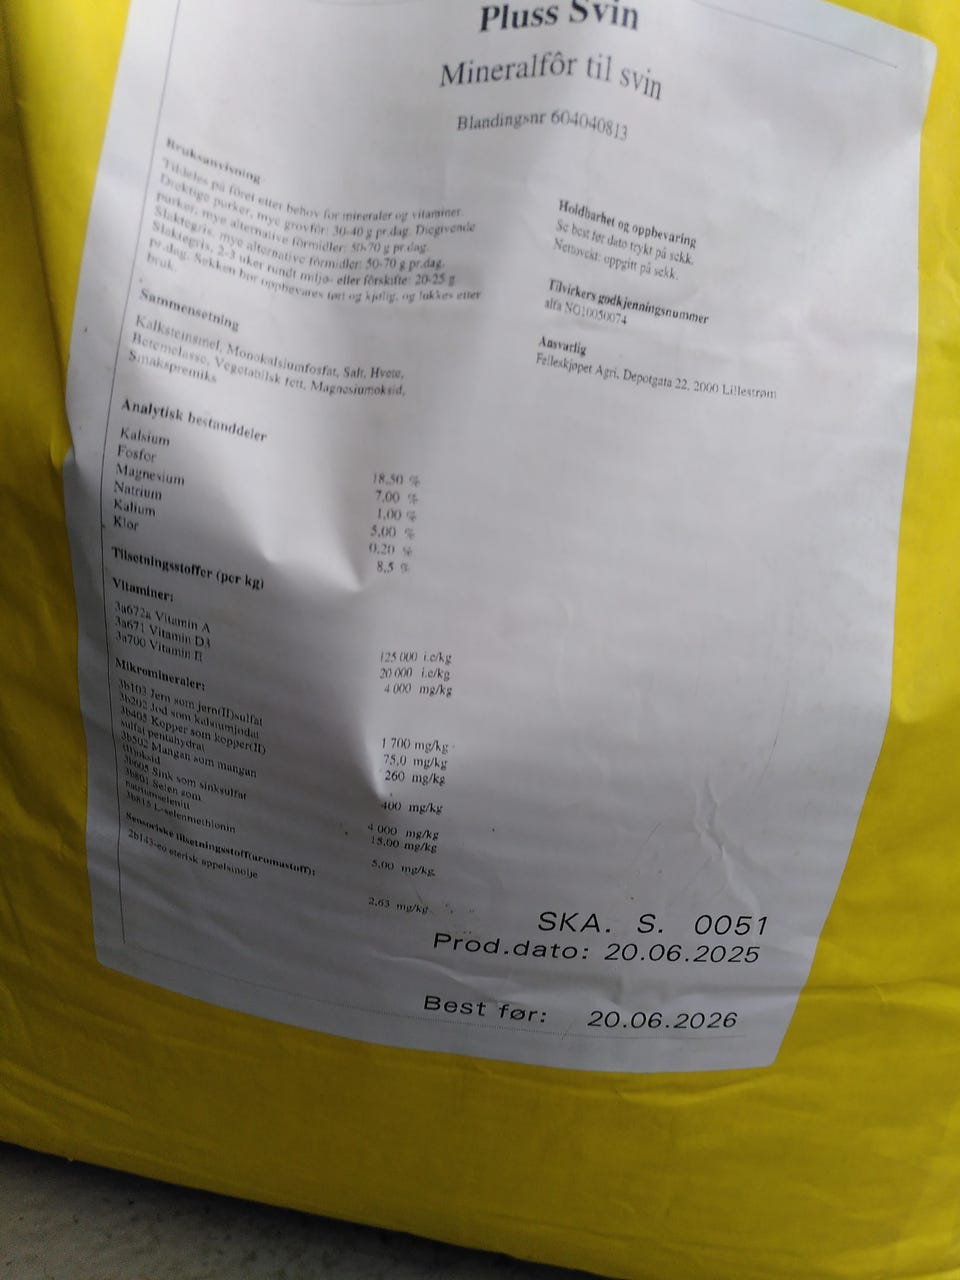 Pluss Svin
Mineralfôr til svin
Blandingsnr 604040813
Bruksanvisning
Tildeles på fôret etter behov for mineraler og vitaminer.
Drektige purker, mye grovfôr: 30-40 g pr.dag. Diegivende
purker, mye alternative fôrmidler: 50-70 g pr.dag.
Slaktegris, mye alternative fôrmidler: 50-70 g pr.dag.
Slaktegris, 2-3 uker rundt miljø- eller fôrskifte: 20-25 g
pr.dag. Sekken bør oppbevares tørt og kjølig, og lukkes etter
bruk.
Sammensetning
Kalksteinsmel, Monokalsiumfosfat, Salt, Hvete,
Betemelasse, Vegetabilsk fett, Magnesiumoksid,
Smakspremiks
Analytisk bestanddeler
Kalsium 18,50 %
Fosfor 7,00 %
Magnesium 1,00 %
Natrium 5,00 %
Kalium 0,20 %
Klor 8,5 %
Tilsetningsstoffer (per kg)
Vitaminer:
3a672a Vitamin A 125 000 i.e/kg
3a671 Vitamin D3 20 000 i.e/kg
3a700 Vitamin E 4 000 mg/kg
Mikromineraler:
3b103 Jern som jern(II)sulfat 1 700 mg/kg
3b202 Jod som kalsiumjodat 75,0 mg/kg
3b405 Kopper som kopper(II) 260 mg/kg
sulfat pentahydrat
3b502 Mangan som mangan 400 mg/kg
(II)oksid
3b605 Sink som sinksulfat 4 000 mg/kg
3b801 Selen som 15,00 mg/kg
natriumselenitt
3b815 L-selenmethionin 5,00 mg/kg
Sensoriske tilsetningsstoff(aromastoff):
2b143-eo eterisk appelsinolje 2,63 mg/kg
Holdbarhet og oppbevaring
Se best før dato trykt på sekk.
Nettovekt: oppgitt på sekk.
Tilvirkers godkjenningsnummer
alfa NO10050074
Ansvarlig
Felleskjøpet Agri, Depotgata 22, 2000 Lillestrøm
SKA. S. 0051
Prod.dato: 20.06.2025
Best før: 20.06.2026